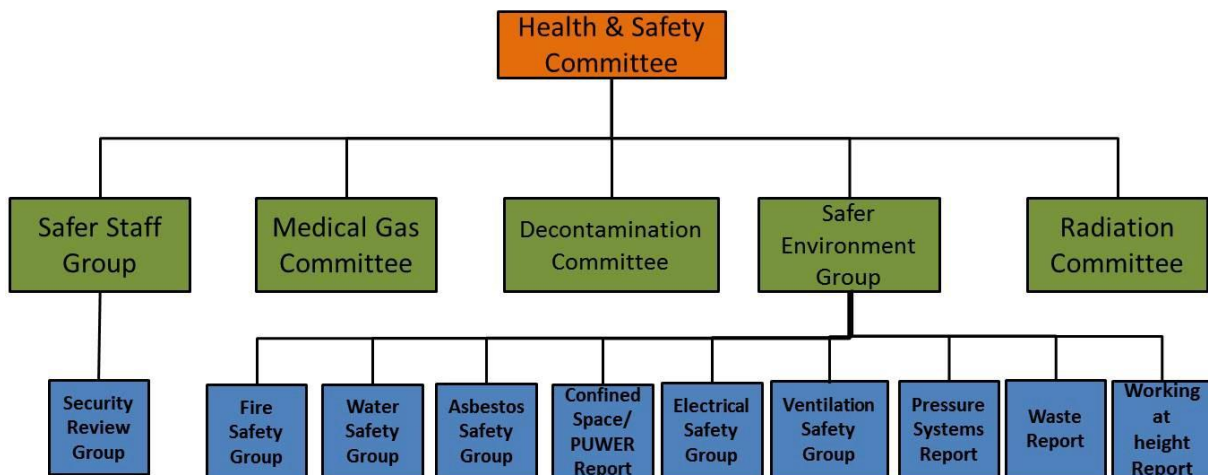 Health & Safety
Committee
Safer Staff
Group
Medical Gas
Committee
Decontamination
Committee
Safer
Environment
Group
Radiation
Committee
Security
Review
Group
Fire
Safety
Group
Water
Safety
Group
Asbestos
Safety
Group
Confined
Space/
PUWER
Report
Electrical
Safety
Group
Ventilation
Safety
Group
Pressure
Systems
Report
Waste
Report
Working
at
height
Report